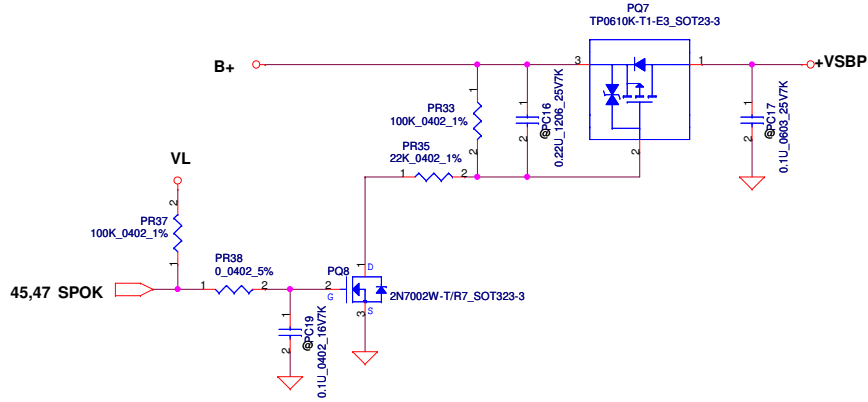 PQ7
TP0610K-T1-E3_SOT23-3
B+
3
1
+VSBP
1
PR33
100K_0402_1%
2
1
@PC16
0.22U_1206_25V7K
2
2
1
@PC17
0.1U_0603_25V7K
2
PR35
22K_0402_1%
1
2
VL
2
PR37
100K_0402_1%
1
PR38
0_0402_5%
1
2
45,47 SPOK
PQ8
1
D
2
G
2N7002W-T/R7_SOT323-3
3
S
1
@PC19
0.1U_0402_16V7K
2